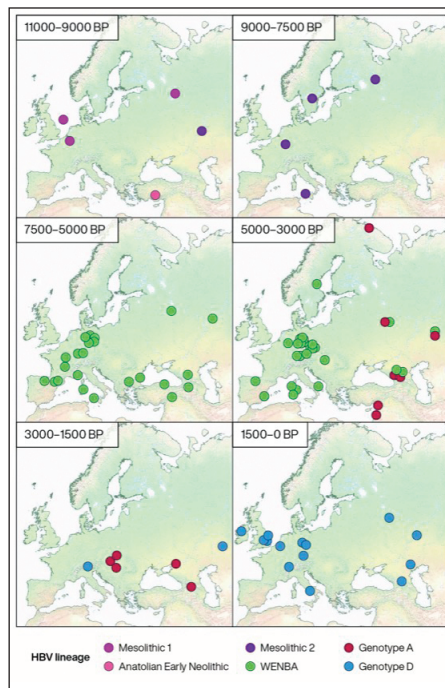 11000–9000 BP
9000–7500 BP
7500–5000 BP
5000–3000 BP
3000–1500 BP
1500–0 BP
HBV lineage
Mesolithic 1
Mesolithic 2
Genotype A
Anatolian Early Neolithic
WENBA
Genotype D